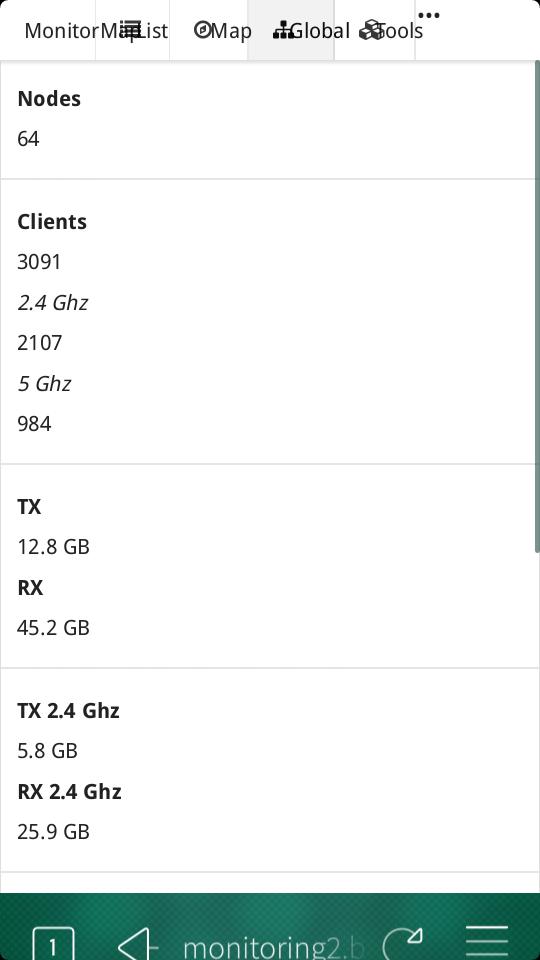 MonitorMap List Map Global Tools
Nodes
64
Clients
3091
2.4 Ghz
2107
5 Ghz
984
TX
12.8 GB
RX
45.2 GB
TX 2.4 Ghz
5.8 GB
RX 2.4 Ghz
25.9 GB
1 monitoring2.b